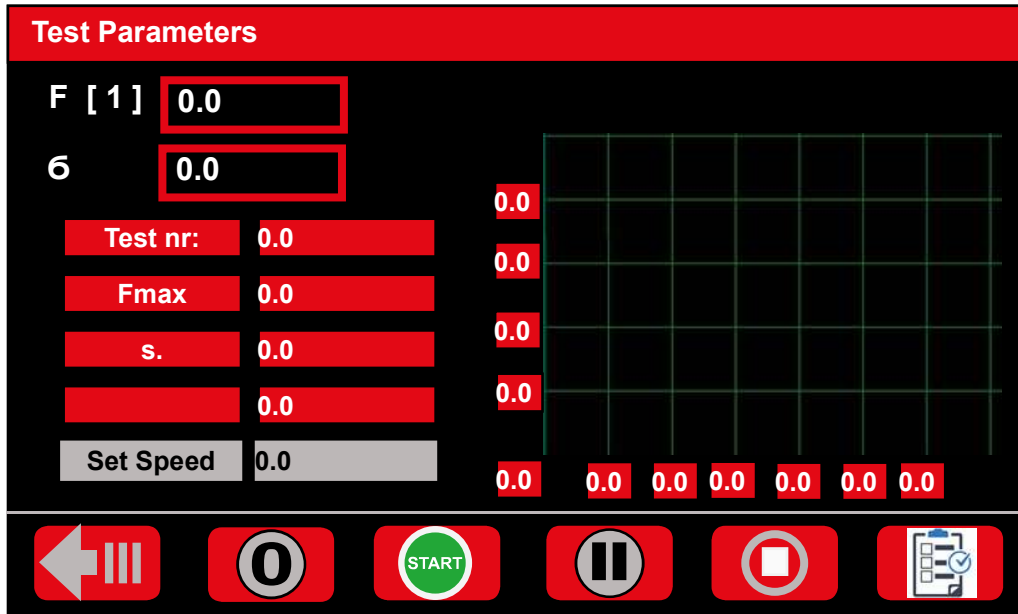 Test Parameters
F [ 1 ] 0.0
б 0.0
Test nr: 0.0
Fmax 0.0
s. 0.0
0.0
Set Speed 0.0
0.0
0.0
0.0
0.0
0.0 0.0 0.0 0.0 0.0 0.0 0.0
0
START